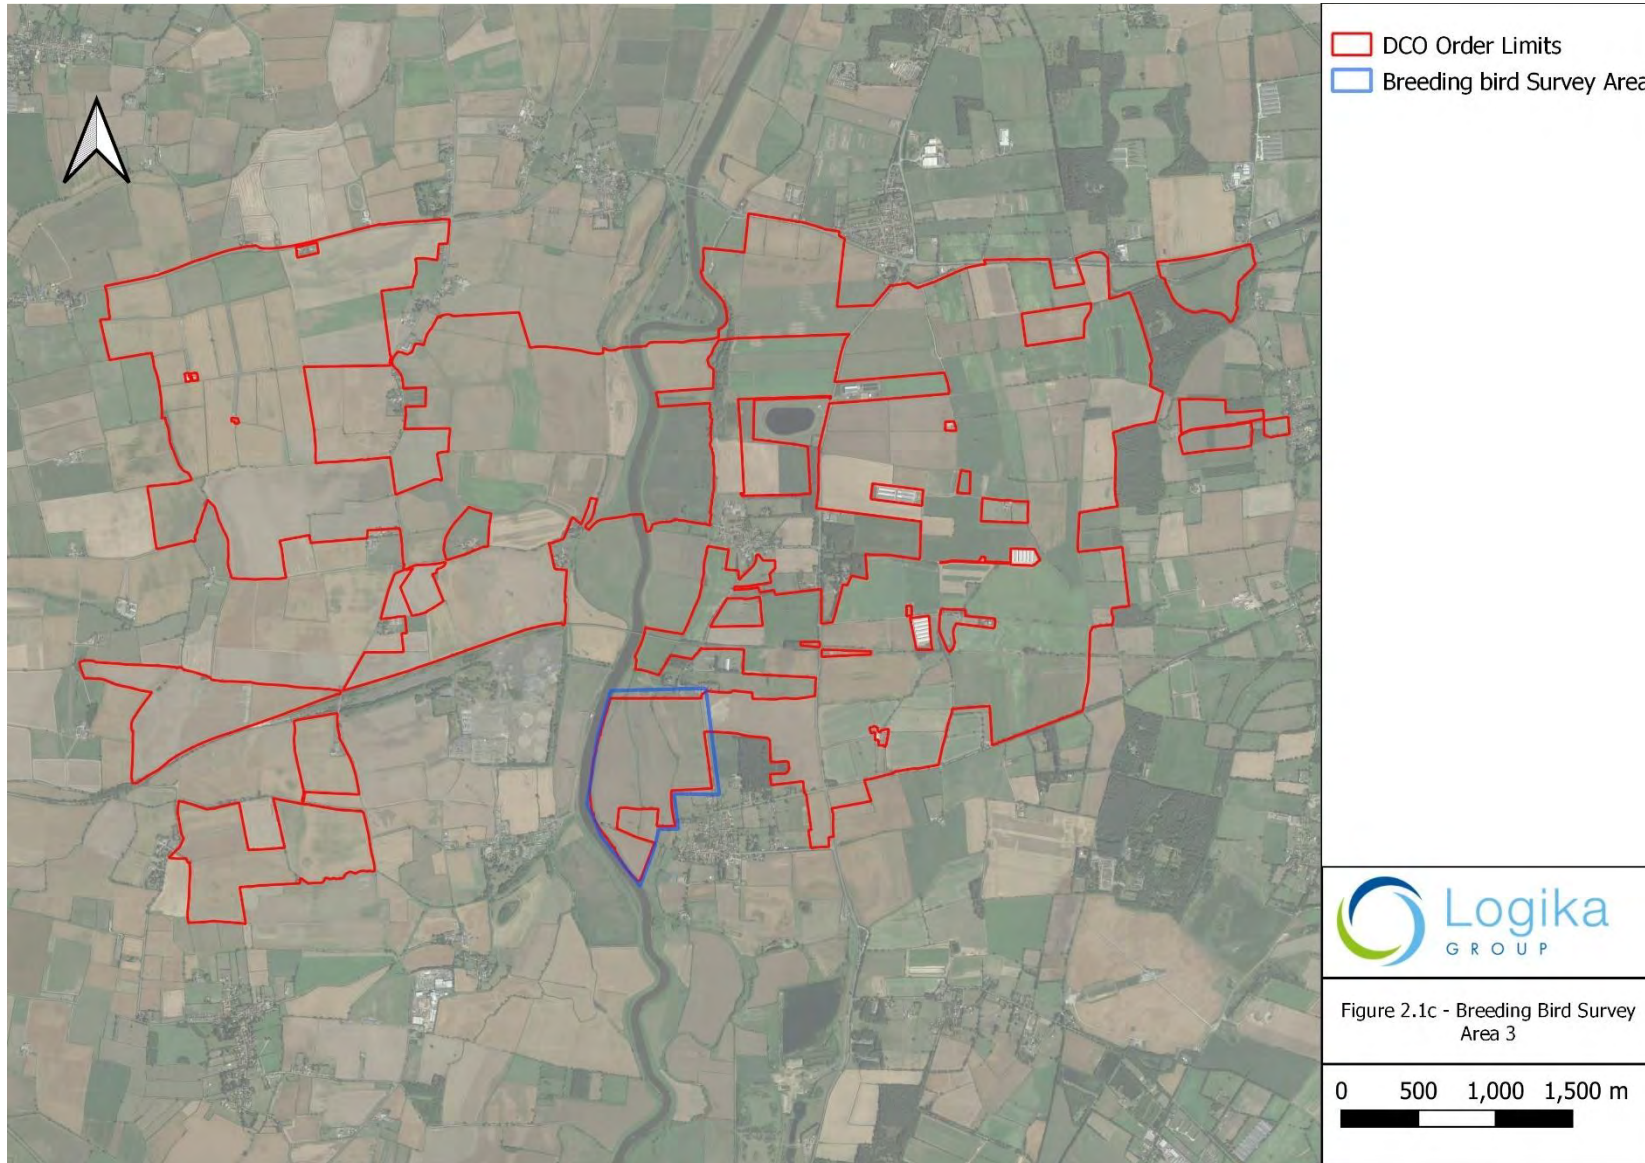 DCO Order Limits
Breeding bird Survey Area
Logika
GROUP
Figure 2.1c - Breeding Bird Survey
Area 3
0 500 1,000 1,500 m